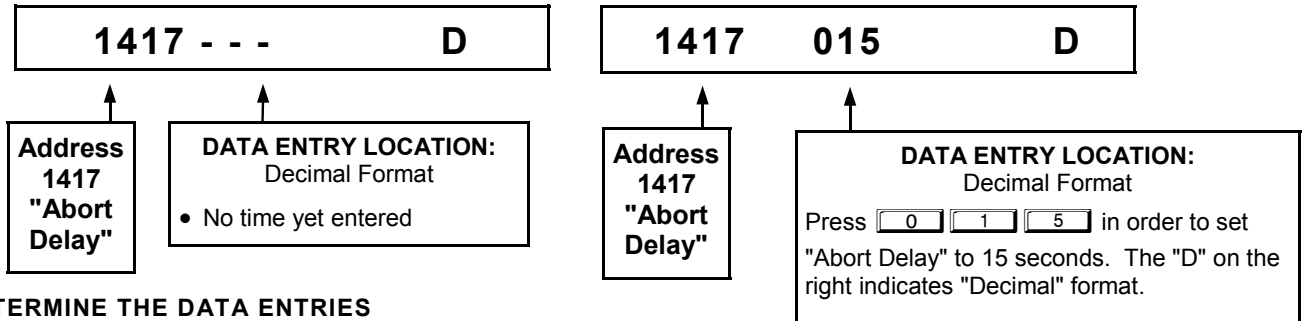 1417 - - - D
Address
1417
"Abort
Delay"
DATA ENTRY LOCATION:
Decimal Format
• No time yet entered
1417 015 D
Address
1417
"Abort
Delay"
DATA ENTRY LOCATION:
Decimal Format
Press 0 1 5 in order to set
"Abort Delay" to 15 seconds. The "D" on the
right indicates "Decimal" format.
TERMINE THE DATA ENTRIES